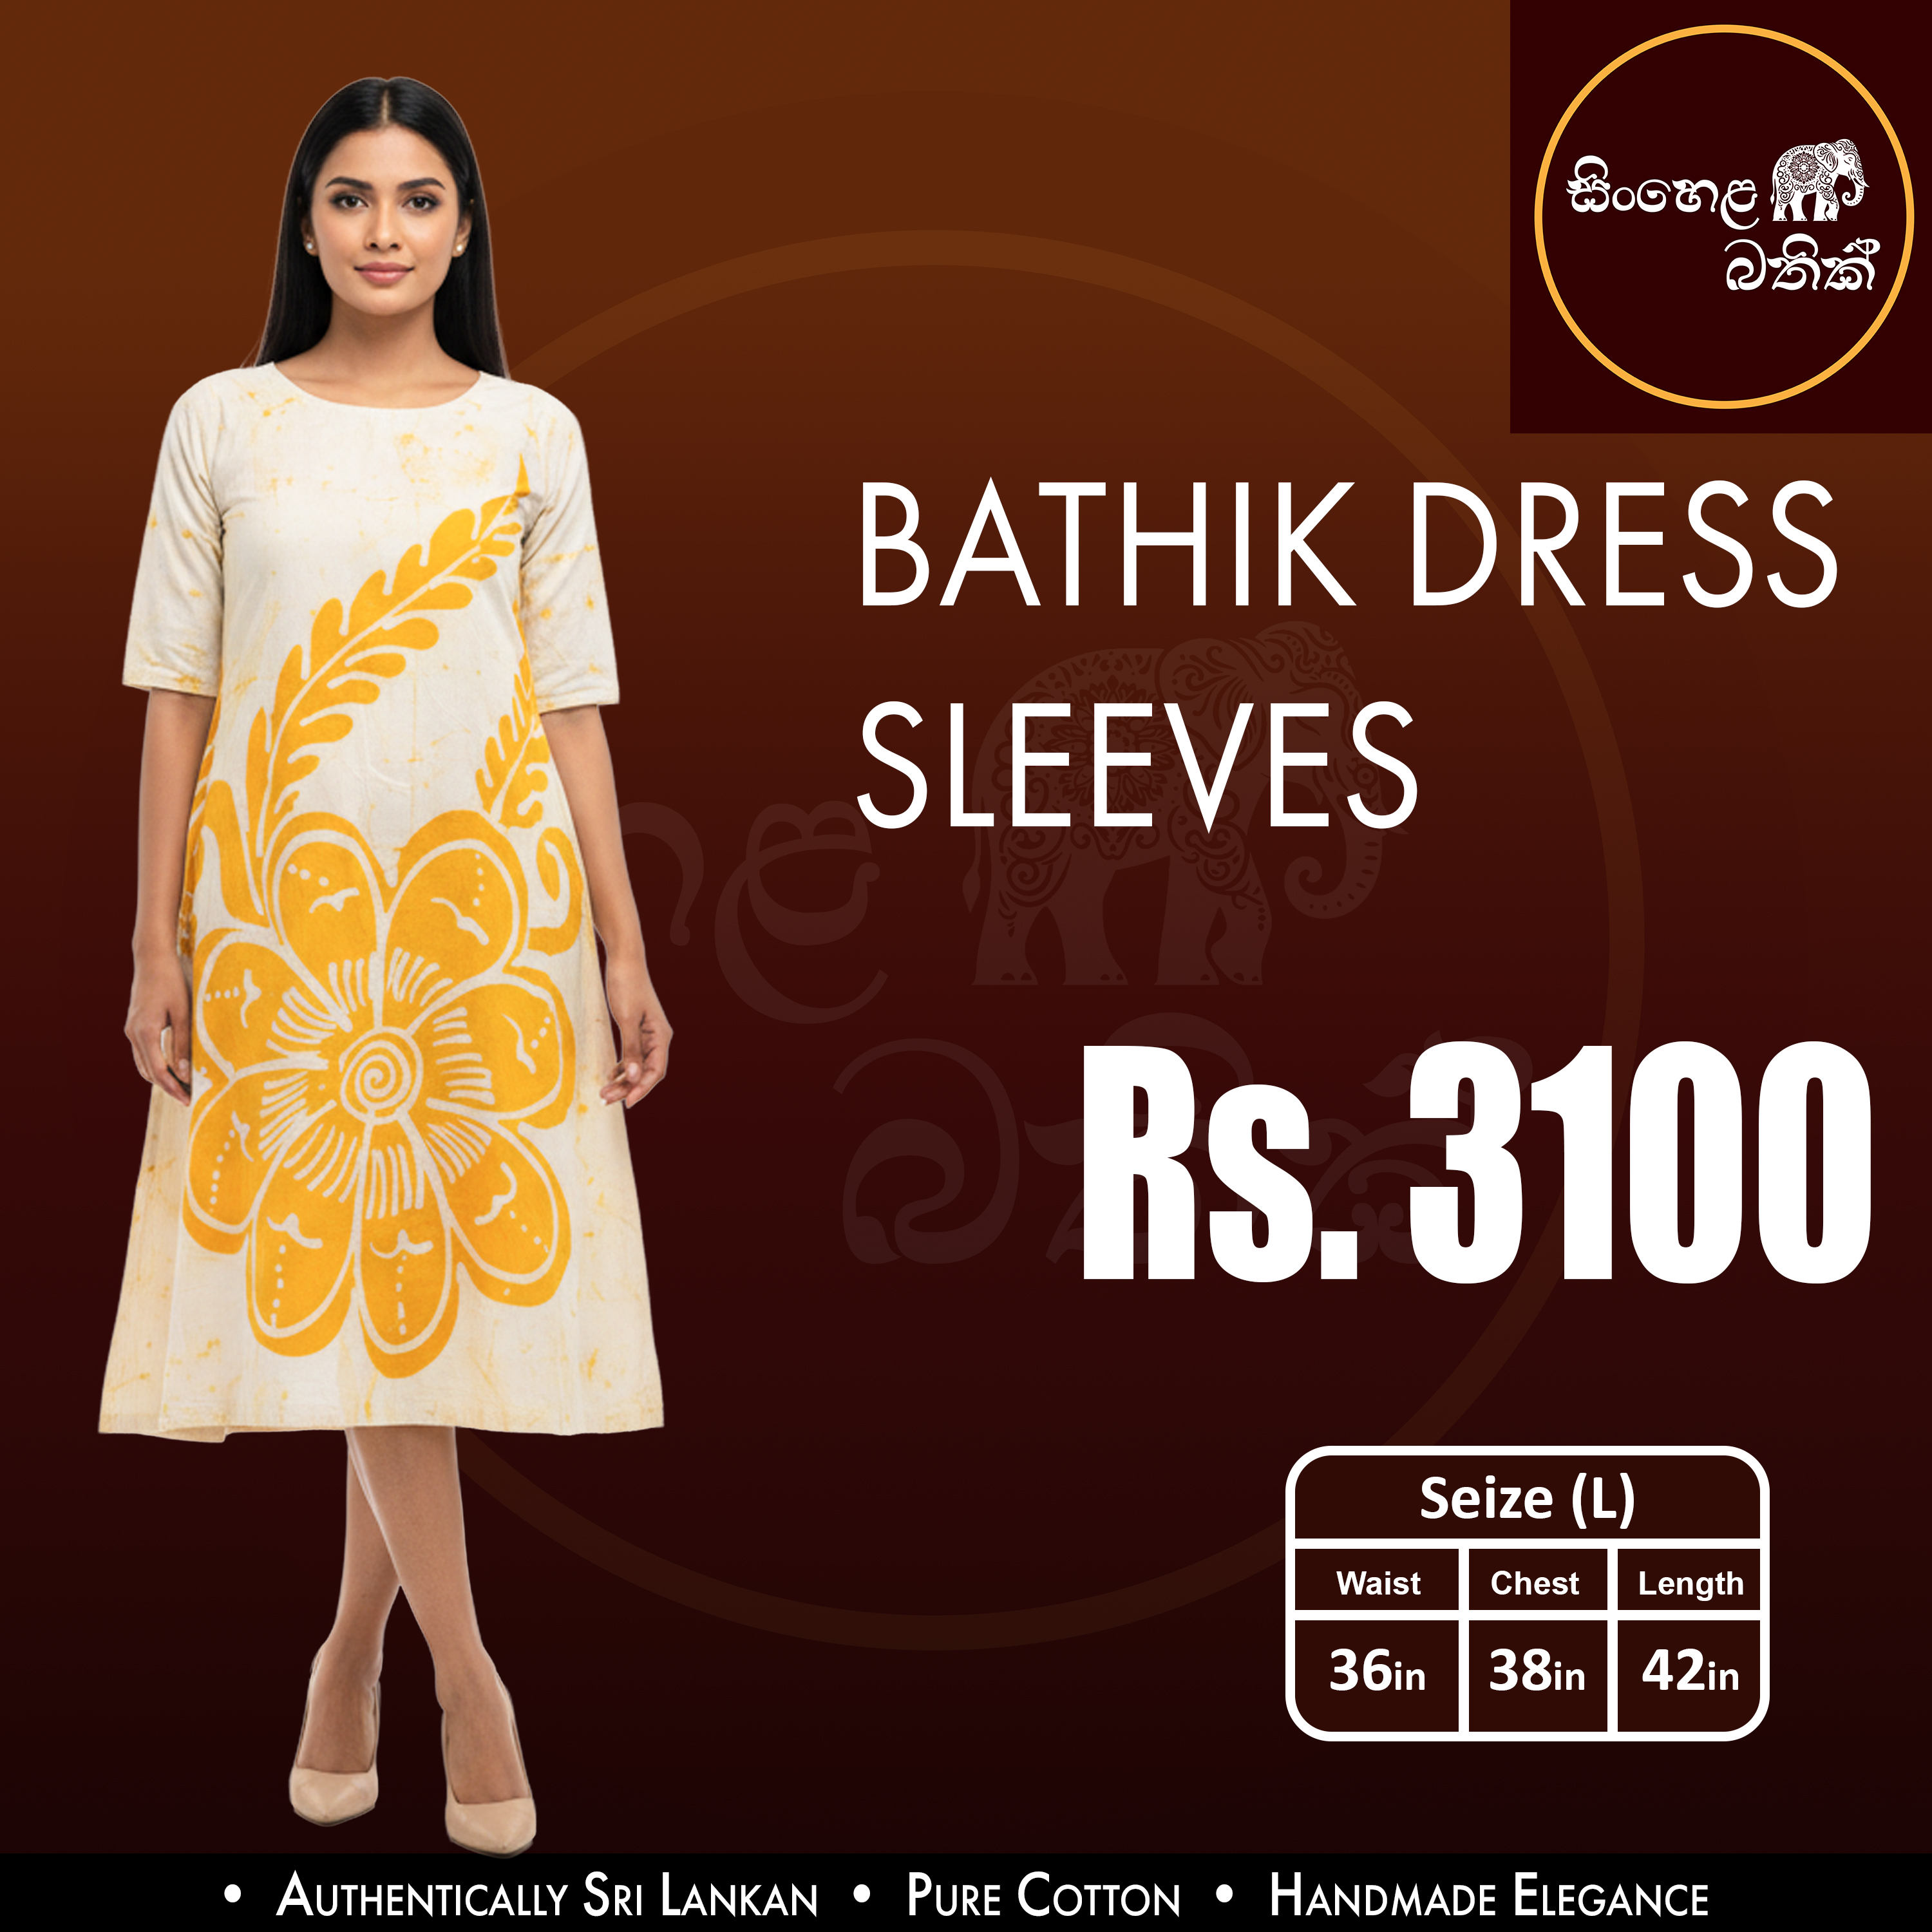 සිංහෙළ
බතික්
BATHIK DRESS
SLEEVES
Rs.3100
Seize (L)
Waist Chest Length
36in 38in 42in
• AUTHENTICALLY SRI LANKAN • PURE COTTON • HANDMADE ELEGANCE